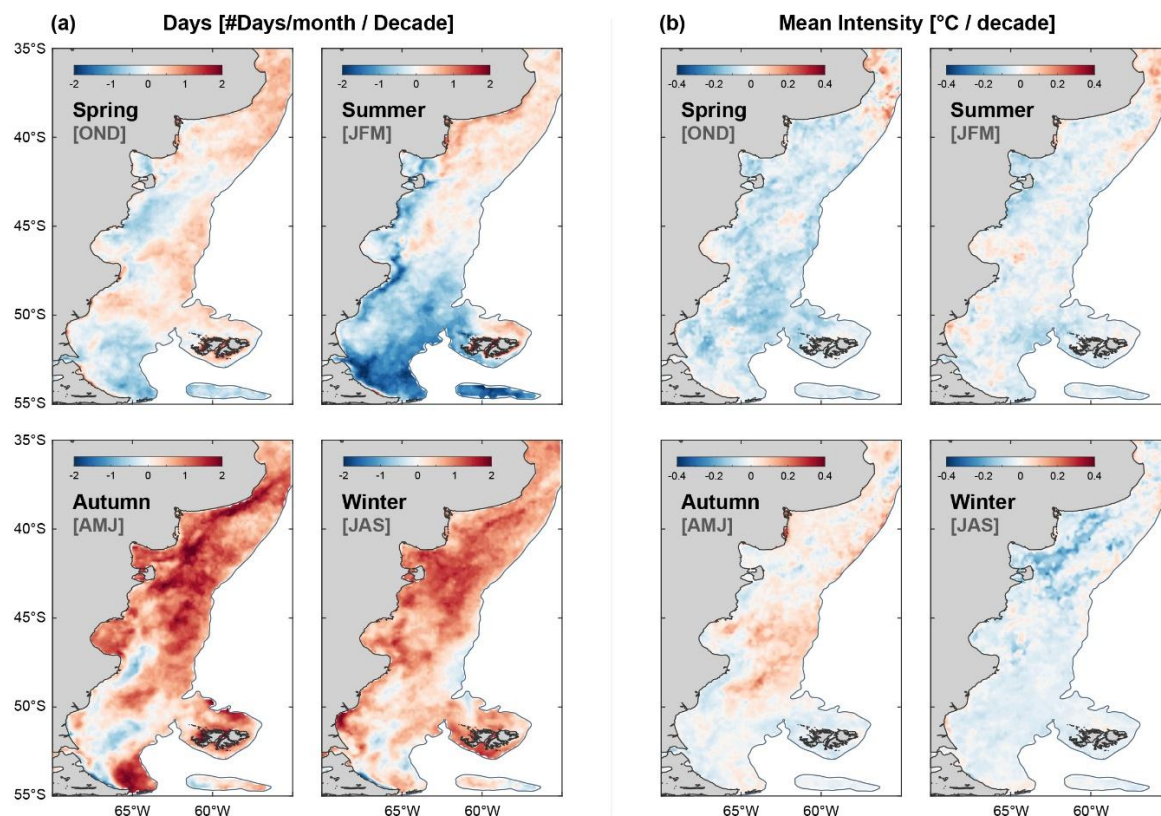 (a) Days [#Days/month / Decade]
(b) Mean Intensity [°C / decade]
35°S
40°S
45°S
50°S
55°S
-2 -1 0 1 2
Spring
[OND]
-2 -1 0 1 2
Summer
[JFM]
-0.4 -0.2 0 0.2 0.4
Spring
[OND]
-0.4 -0.2 0 0.2 0.4
Summer
[JFM]
35°S
40°S
45°S
50°S
55°S
-2 -1 0 1 2
Autumn
[AMJ]
-2 -1 0 1 2
Winter
[JAS]
-0.4 -0.2 0 0.2 0.4
Autumn
[AMJ]
-0.4 -0.2 0 0.2 0.4
Winter
[JAS]
65°W 60°W
65°W 60°W
65°W 60°W
65°W 60°W